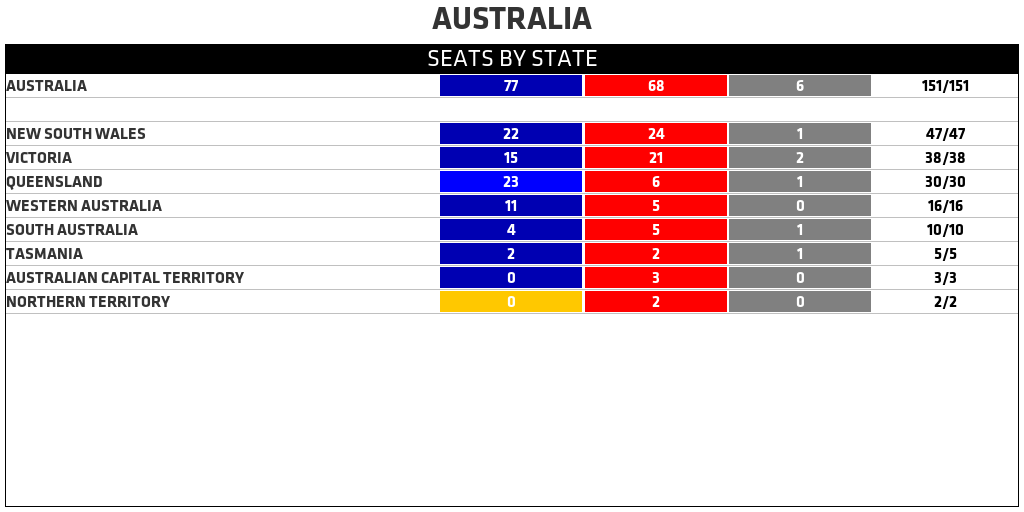 AUSTRALIA
SEATS BY STATE
AUSTRALIA 77 68 6 151/151
NEW SOUTH WALES 22 24 1 47/47
VICTORIA 15 21 2 38/38
QUEENSLAND 23 6 1 30/30
WESTERN AUSTRALIA 11 5 0 16/16
SOUTH AUSTRALIA 4 5 1 10/10
TASMANIA 2 2 1 5/5
AUSTRALIAN CAPITAL TERRITORY 0 3 0 3/3
NORTHERN TERRITORY 0 2 0 2/2